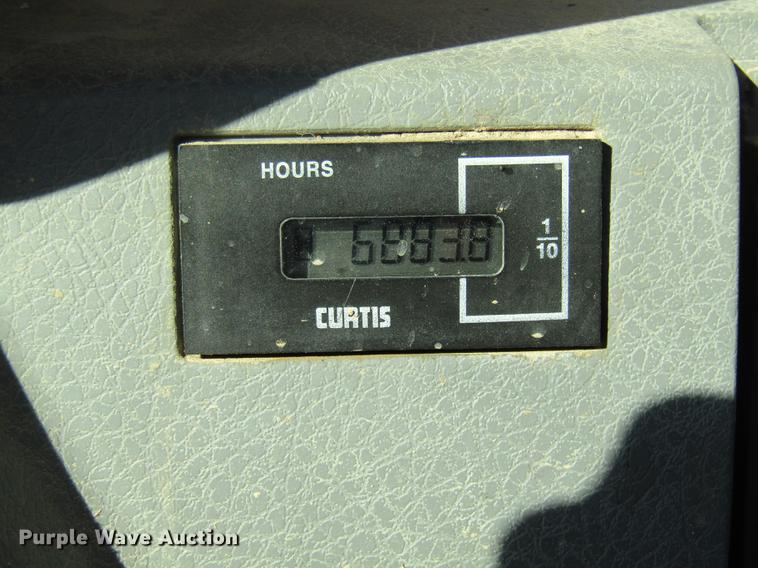 HOURS
6883.8
1/10
CURTIS
Purple Wave Auction